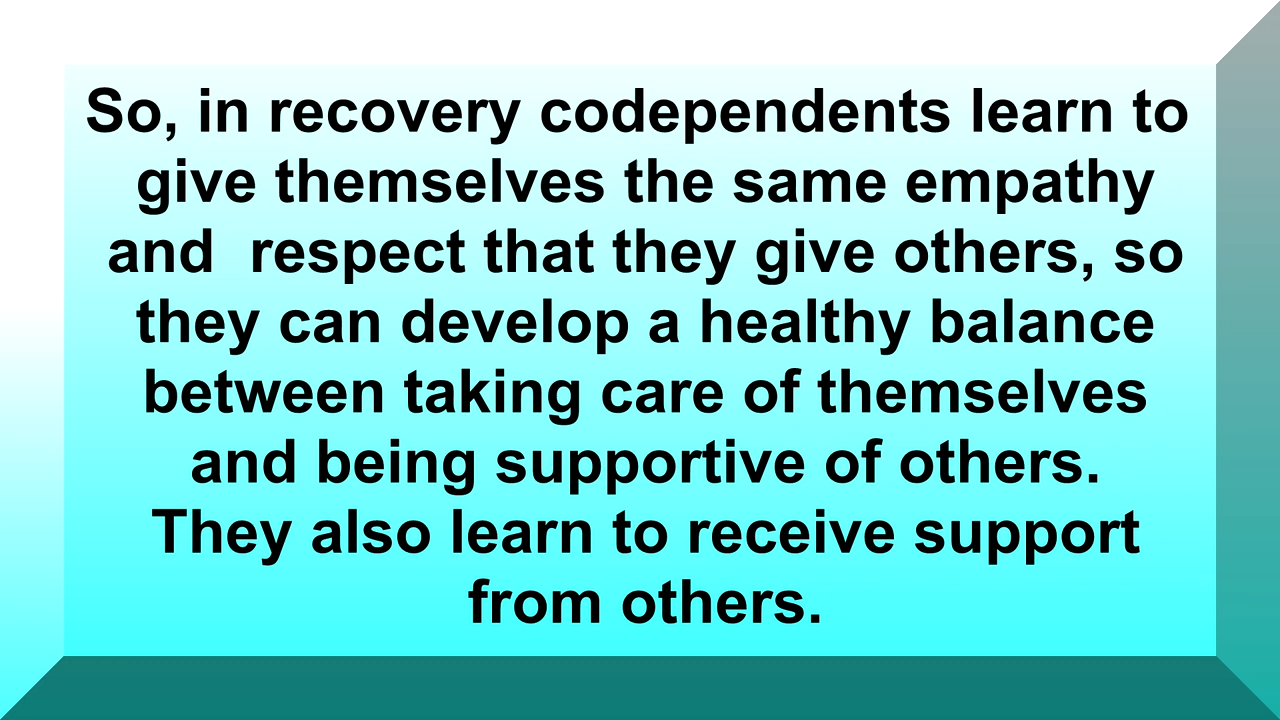 So, in recovery codependents learn to
give themselves the same empathy
and  respect that they give others, so
they can develop a healthy balance
between taking care of themselves
and being supportive of others.
They also learn to receive support
from others.